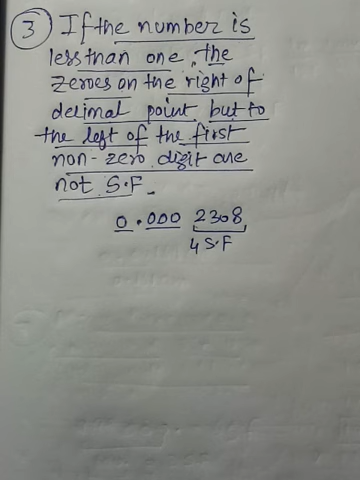 ③ If the number is
less than one, the
zeroes on the right of
decimal point but to
the left of the first
non-zero digit are
not S.F.
0.000 2308
4 S.F